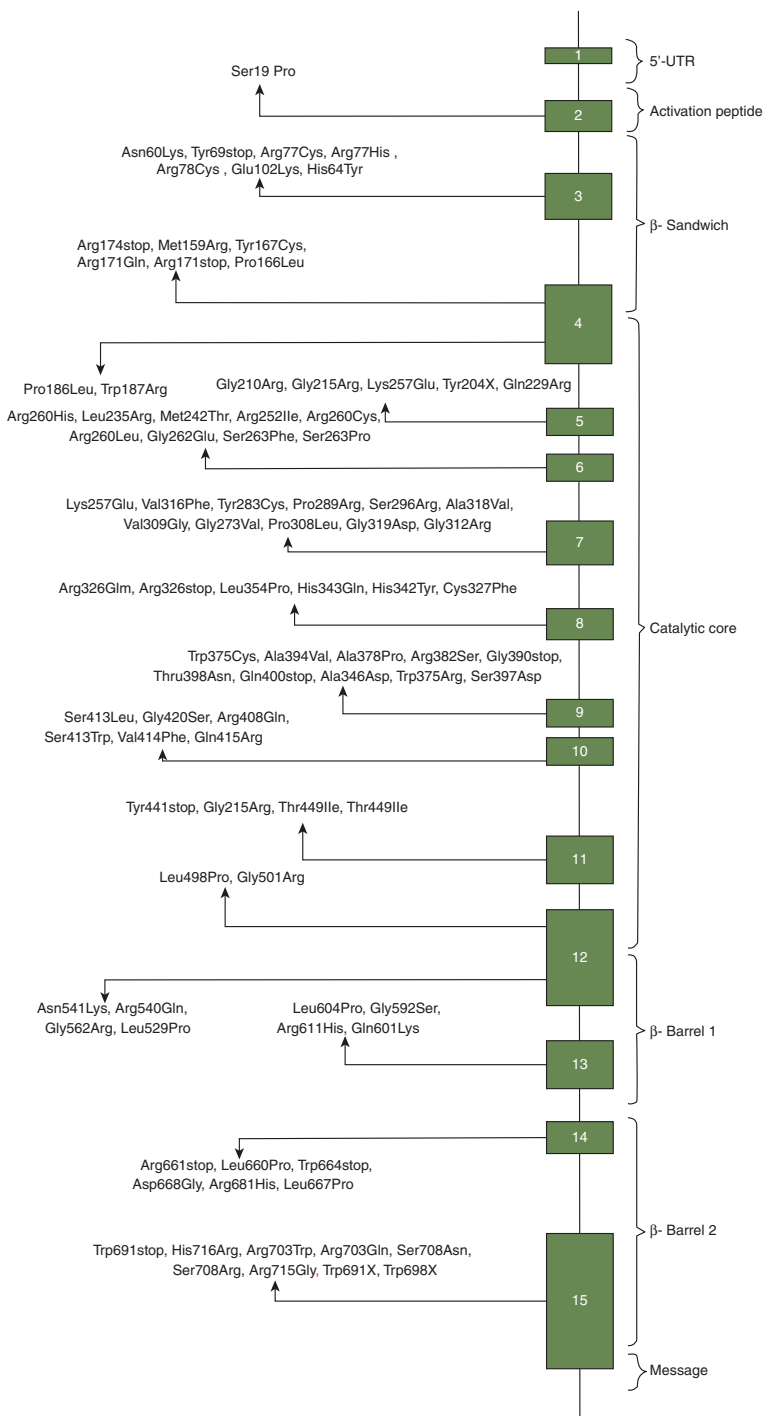 1
5'-UTR
Ser19 Pro
2
Activation peptide
Asn60Lys, Tyr69stop, Arg77Cys, Arg77His ,
Arg78Cys , Glu102Lys, His64Tyr
3
β- Sandwich
Arg174stop, Met159Arg, Tyr167Cys,
Arg171Gln, Arg171stop, Pro166Leu
4
Pro186Leu, Trp187Arg
Gly210Arg, Gly215Arg, Lys257Glu, Tyr204X, Gln229Arg
5
Arg260His, Leu235Arg, Met242Thr, Arg252IIe, Arg260Cys,
Arg260Leu, Gly262Glu, Ser263Phe, Ser263Pro
6
Lys257Glu, Val316Phe, Tyr283Cys, Pro289Arg, Ser296Arg, Ala318Val,
Val309Gly, Gly273Val, Pro308Leu, Gly319Asp, Gly312Arg
7
Arg326Glm, Arg326stop, Leu354Pro, His343Gln, His342Tyr, Cys327Phe
8
Catalytic core
Trp375Cys, Ala394Val, Ala378Pro, Arg382Ser, Gly390stop,
Thru398Asn, Gln400stop, Ala346Asp, Trp375Arg, Ser397Asp
9
Ser413Leu, Gly420Ser, Arg408Gln,
Ser413Trp, Val414Phe, Gln415Arg
10
Tyr441stop, Gly215Arg, Thr449IIe, Thr449IIe
11
Leu498Pro, Gly501Arg
12
Asn541Lys, Arg540Gln,
Gly562Arg, Leu529Pro
Leu604Pro, Gly592Ser,
Arg611His, Gln601Lys
13
β- Barrel 1
14
Arg661stop, Leu660Pro, Trp664stop,
Asp668Gly, Arg681His, Leu667Pro
β- Barrel 2
Trp691stop, His716Arg, Arg703Trp, Arg703Gln, Ser708Asn,
Ser708Arg, Arg715Gly, Trp691X, Trp698X
15
Message